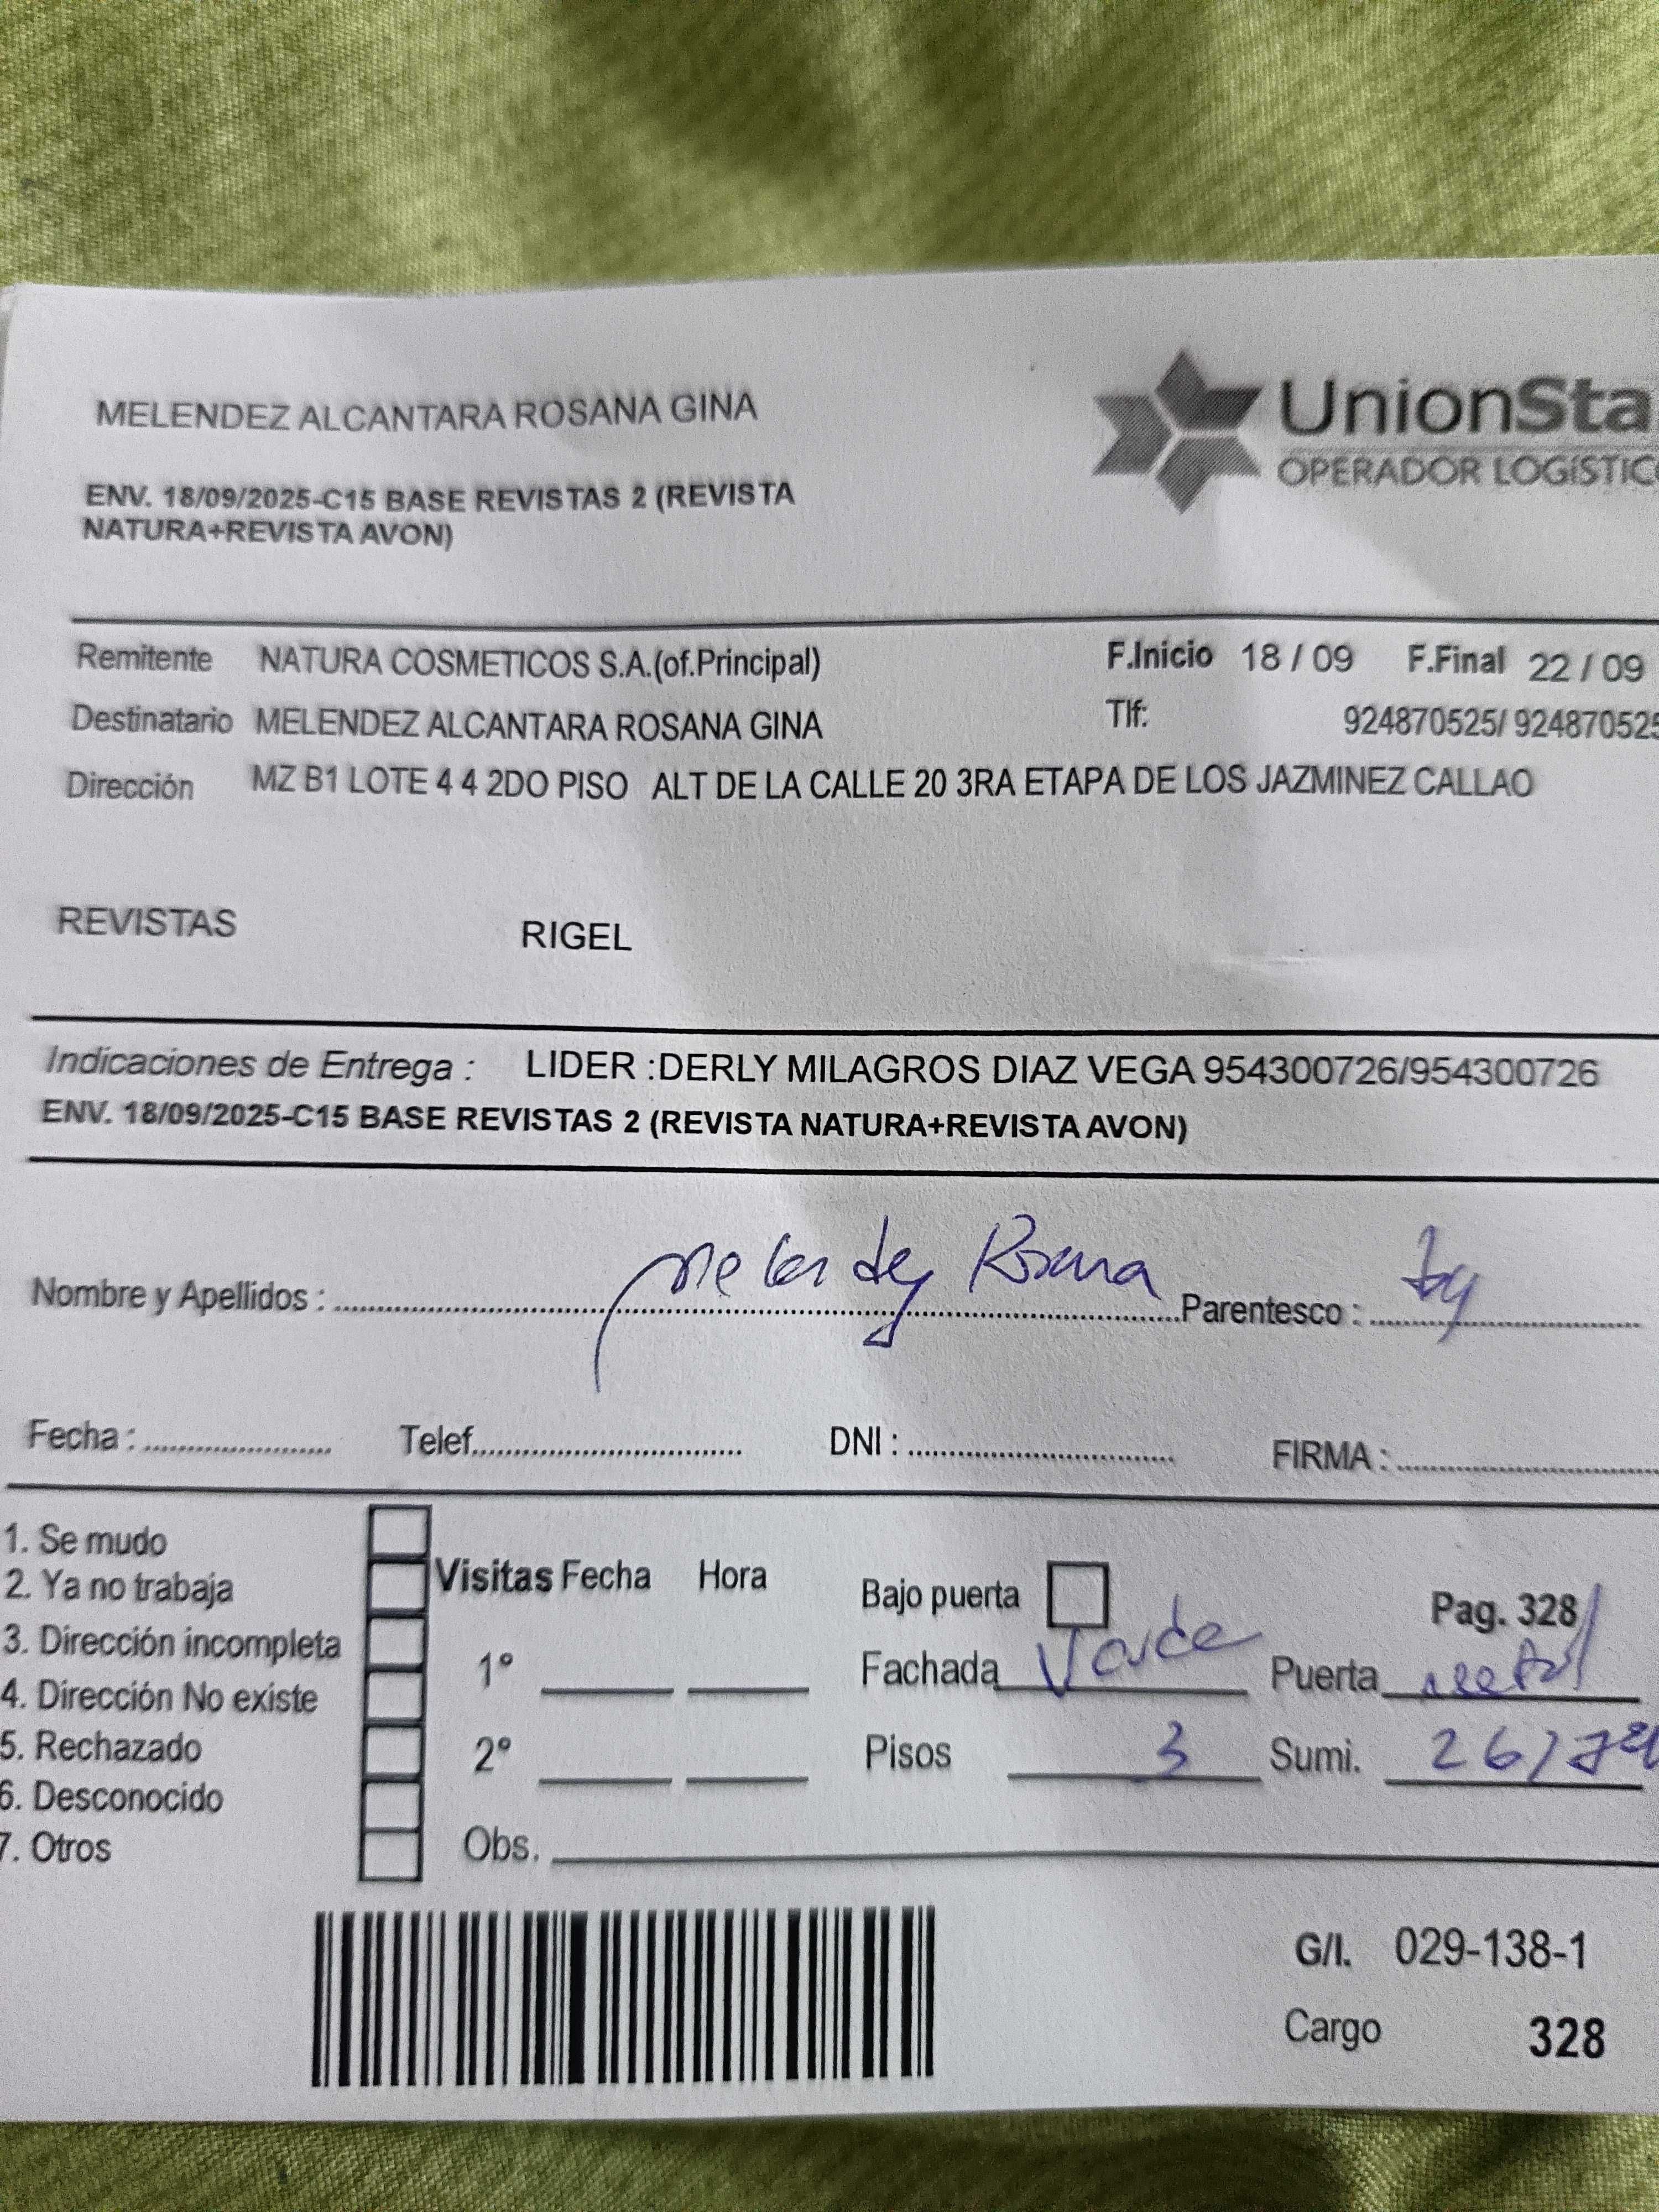 MELENDEZ ALCANTARA ROSANA GINA
UnionSta
OPERADOR LOGÍSTIC
ENV. 18/09/2025-C15 BASE REVISTAS 2 (REVISTA
NATURA+REVISTA AVON)
Remitente NATURA COSMETICOS S.A.(of.Principal) F.Inicio 18 / 09 F.Final 22 / 09
Destinatario MELENDEZ ALCANTARA ROSANA GINA Tlf: 924870525/ 924870525
Dirección MZ B1 LOTE 4 4 2DO PISO ALT DE LA CALLE 20 3RA ETAPA DE LOS JAZMINEZ CALLAO
REVISTAS RIGEL
Indicaciones de Entrega : LIDER :DERLY MILAGROS DIAZ VEGA 954300726/954300726
ENV. 18/09/2025-C15 BASE REVISTAS 2 (REVISTA NATURA+REVISTA AVON)
Nombre y Apellidos : Melendez Rosana Parentesco :
Fecha : Telef. DNI : FIRMA :
1. Se mudo
2. Ya no trabaja
3. Dirección incompleta
4. Dirección No existe
5. Rechazado
6. Desconocido
7. Otros
Visitas Fecha Hora
1º
2º
Obs.
Bajo puerta Pag. 328
Fachada Verde Puerta metal
Pisos 3 Sumi.
G/I. 029-138-1
Cargo 328